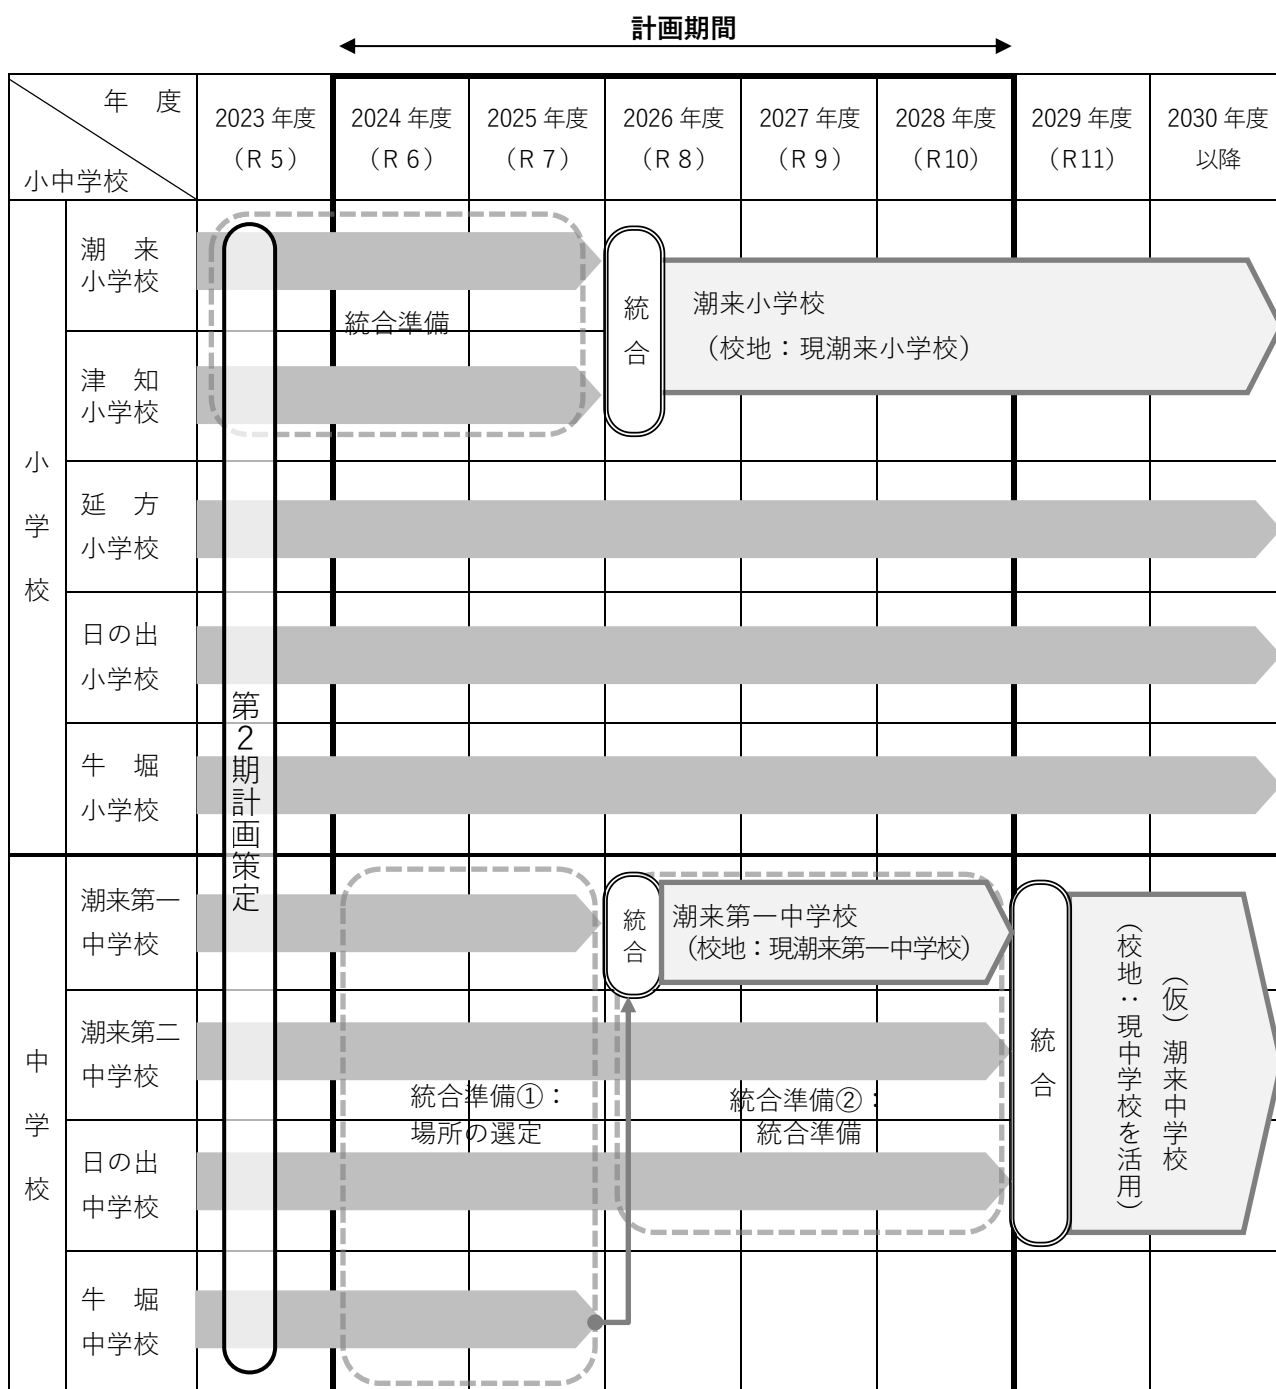 計画期間
年　度
小中学校
2023 年度
（R 5）
2024 年度
（R 6）
2025 年度
（R 7）
2026 年度
（R 8）
2027 年度
（R 9）
2028 年度
（R10）
2029 年度
（R11）
2030 年度
以降
小学校
潮　来
小学校
津　知
小学校
延　方
小学校
日の出
小学校
牛　堀
小学校
統合準備
統合
潮来小学校
（校地：現潮来小学校）
第２期計画策定
中学校
潮来第一
中学校
潮来第二
中学校
日の出
中学校
牛　堀
中学校
統合準備①：
場所の選定
統合
潮来第一中学校
（校地：現潮来第一中学校）
統合準備②：
統合準備
統合
（仮）潮来中学校
（校地：現中学校を活用）